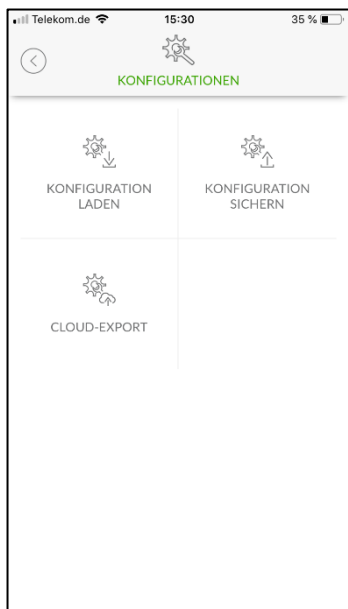 Telekom.de 15:30 35 %
KONFIGURATIONEN
KONFIGURATION
LADEN
KONFIGURATION
SICHERN
CLOUD-EXPORT